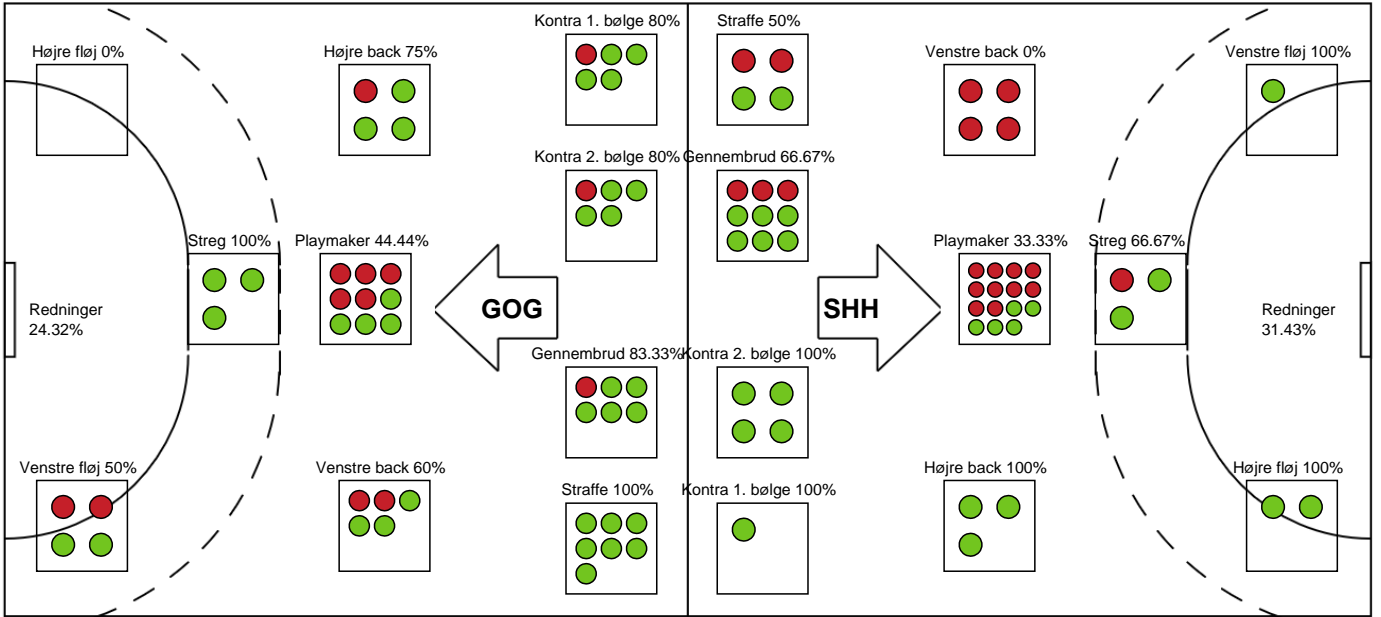 Kontra 1. bølge 80%
Straffe 50%
Højre fløj 0%
Højre back 75%
Venstre back 0%
Venstre fløj 100%
Kontra 2. bølge 80%
Gennembrud 66.67%
Streg 100%
Playmaker 44.44%
Playmaker 33.33%
Streg 66.67%
Redninger
24.32%
GOG
SHH
Redninger
31.43%
Gennembrud 83.33%
Kontra 2. bølge 100%
Venstre fløj 50%
Venstre back 60%
Straffe 100%
Kontra 1. bølge 100%
Højre back 100%
Højre fløj 100%